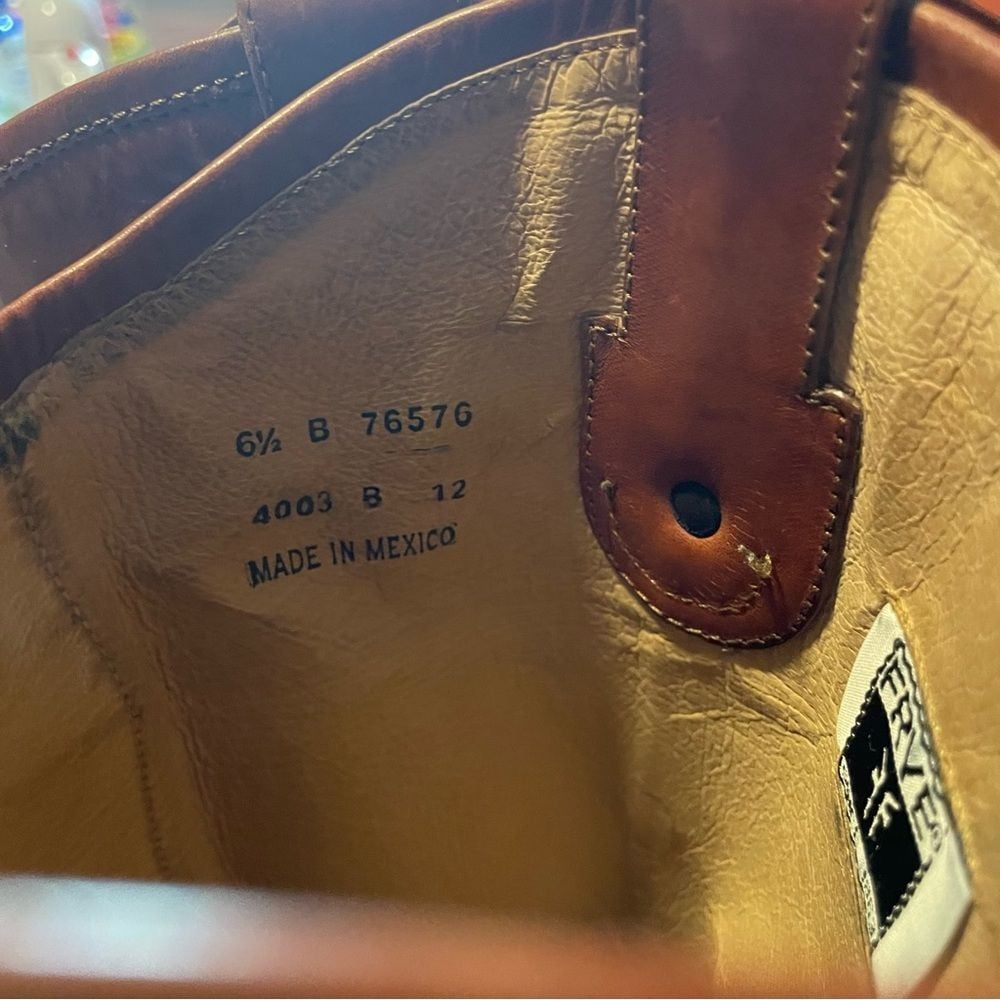 6½ B 76576
4003 B 12
MADE IN MEXICO
FRYE